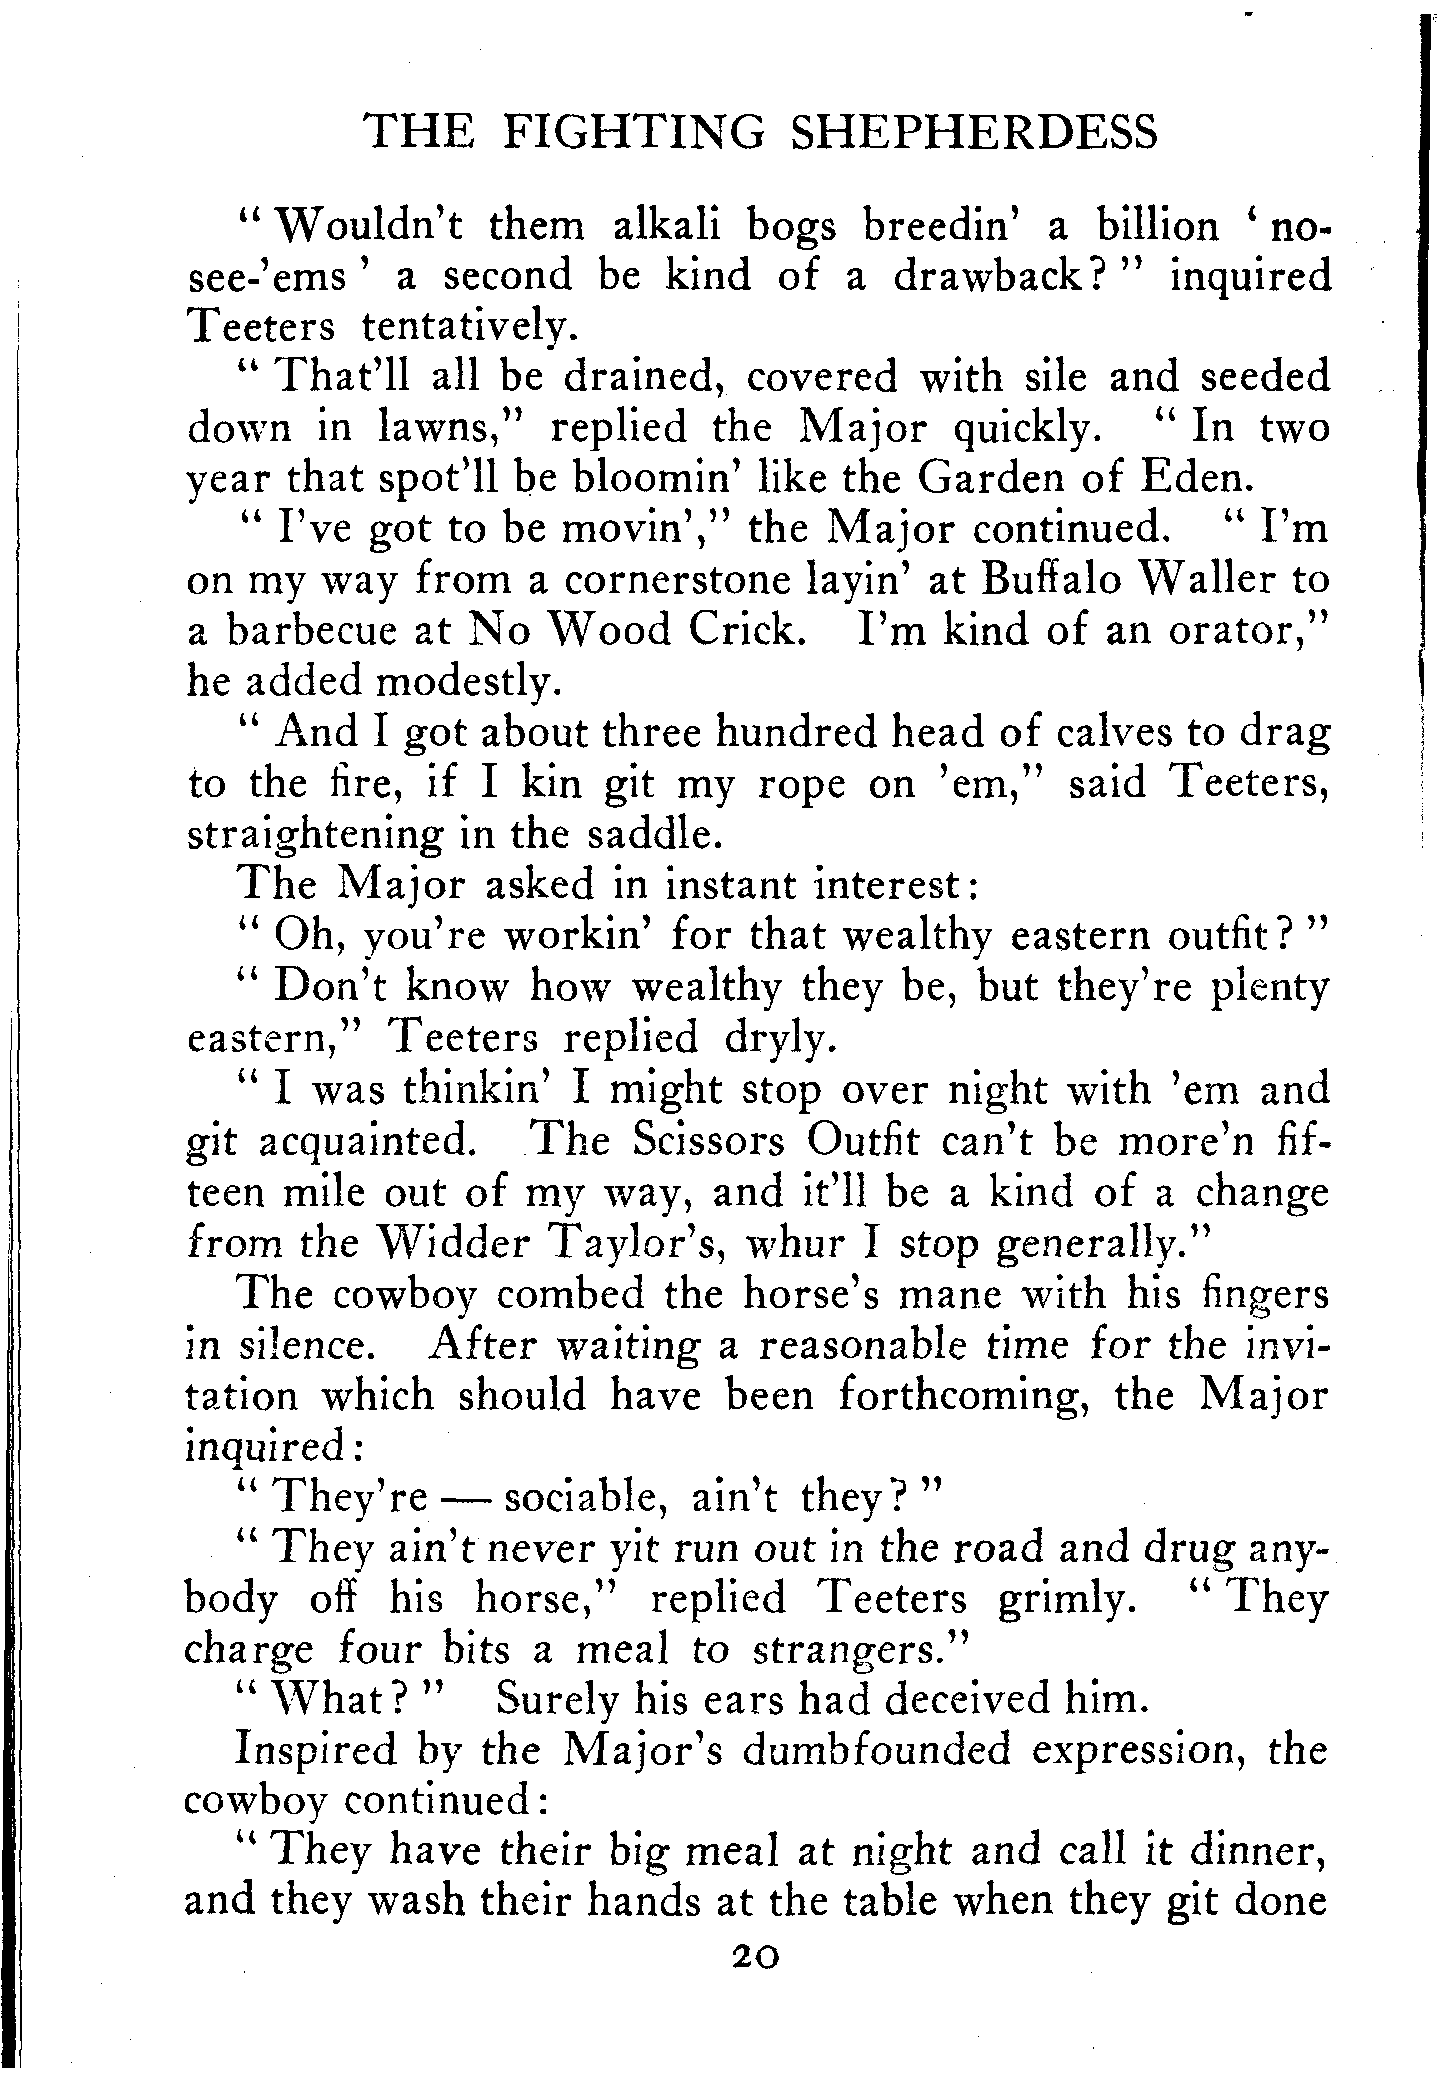 THE FIGHTING SHEPHERDESS
“ Wouldn't them alkali bogs breedin' a billion ‘ no-
see-'ems ’ a second be kind of a drawback? ” inquired
Teeters tentatively.
“ That'll all be drained, covered with sile and seeded
down in lawns,” replied the Major quickly. “ In two
year that spot'll be bloomin' like the Garden of Eden.
“ I've got to be movin',” the Major continued. “ I'm
on my way from a cornerstone layin' at Buffalo Waller to
a barbecue at No Wood Crick. I'm kind of an orator,”
he added modestly.
“ And I got about three hundred head of calves to drag
to the fire, if I kin git my rope on 'em,” said Teeters,
straightening in the saddle.
The Major asked in instant interest:
“ Oh, you're workin' for that wealthy eastern outfit? ”
“ Don't know how wealthy they be, but they're plenty
eastern,” Teeters replied dryly.
“ I was thinkin' I might stop over night with 'em and
git acquainted. The Scissors Outfit can't be more'n fif-
teen mile out of my way, and it'll be a kind of a change
from the Widder Taylor's, whur I stop generally.”
The cowboy combed the horse's mane with his fingers
in silence. After waiting a reasonable time for the invi-
tation which should have been forthcoming, the Major
inquired:
“ They're — sociable, ain't they? ”
“ They ain't never yit run out in the road and drug any-
body off his horse,” replied Teeters grimly. “ They
charge four bits a meal to strangers.”
“ What? ” Surely his ears had deceived him.
Inspired by the Major's dumbfounded expression, the
cowboy continued:
“ They have their big meal at night and call it dinner,
and they wash their hands at the table when they git done
20